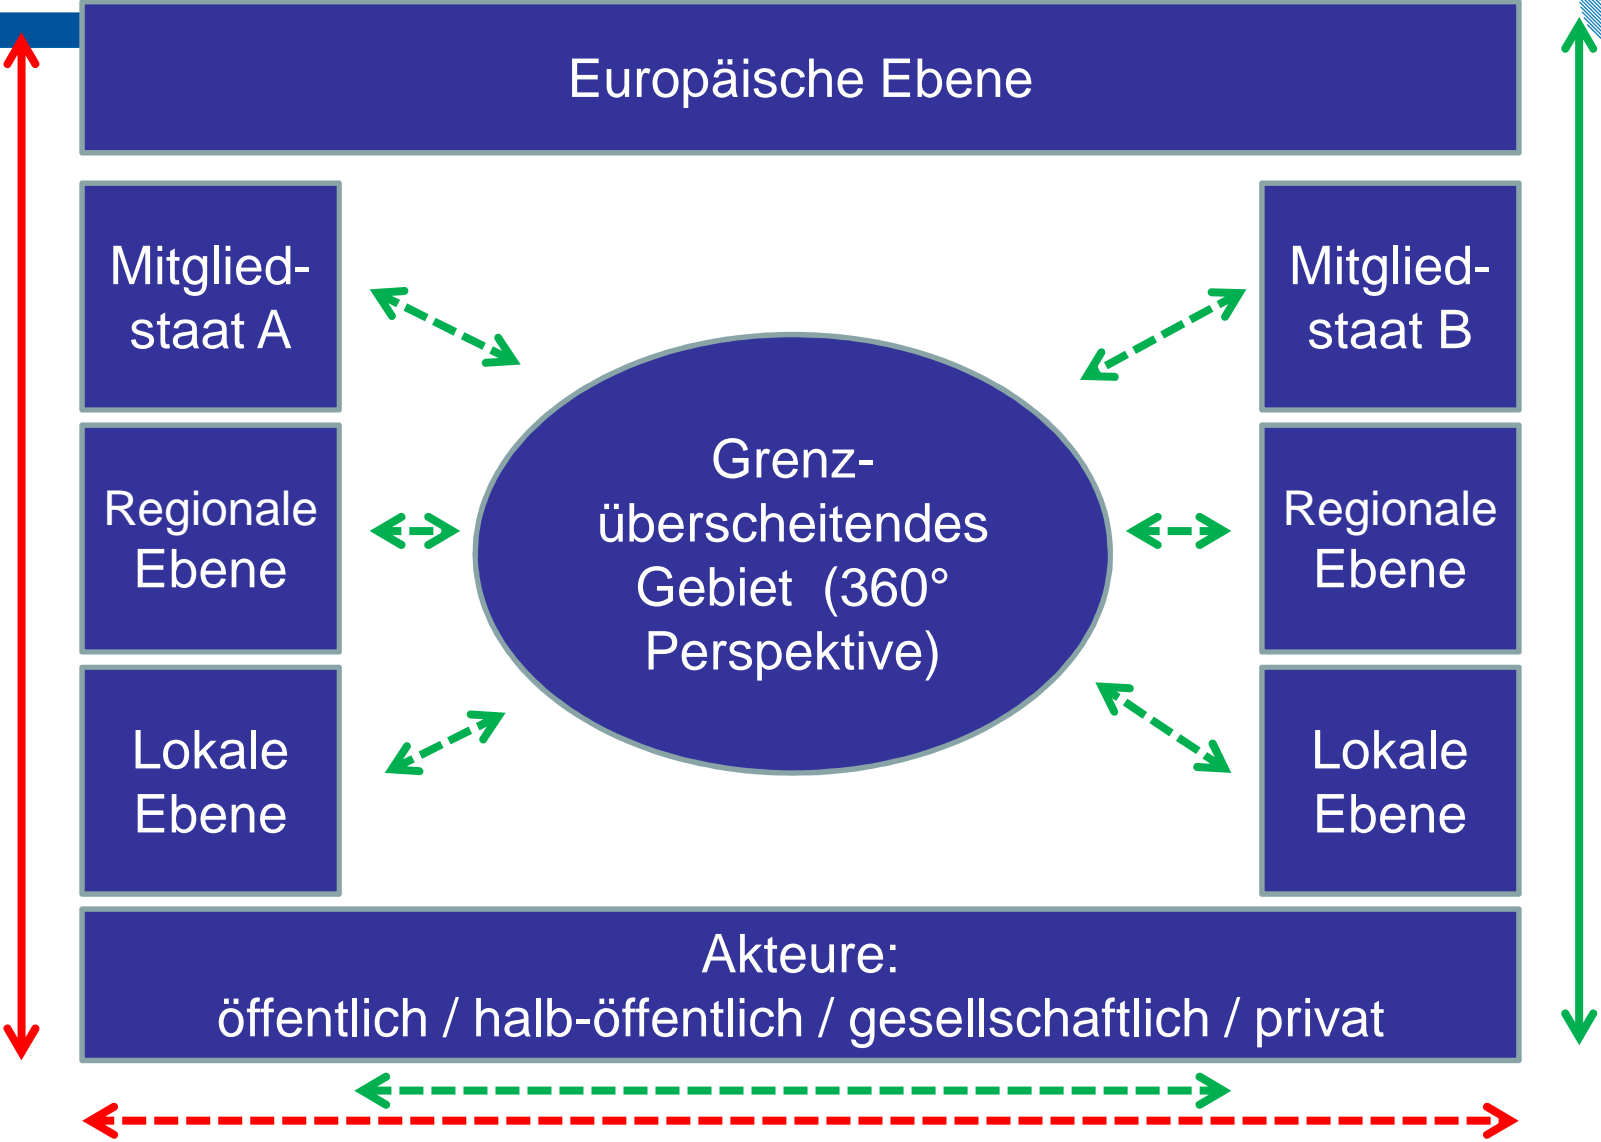 Europäische Ebene
Mitglied-
staat A
Mitglied-
staat B
Grenz-
überscheitendes
Gebiet (360°
Perspektive)
Regionale
Ebene
Regionale
Ebene
Lokale
Ebene
Lokale
Ebene
Akteure:
öffentlich / halb-öffentlich / gesellschaftlich / privat